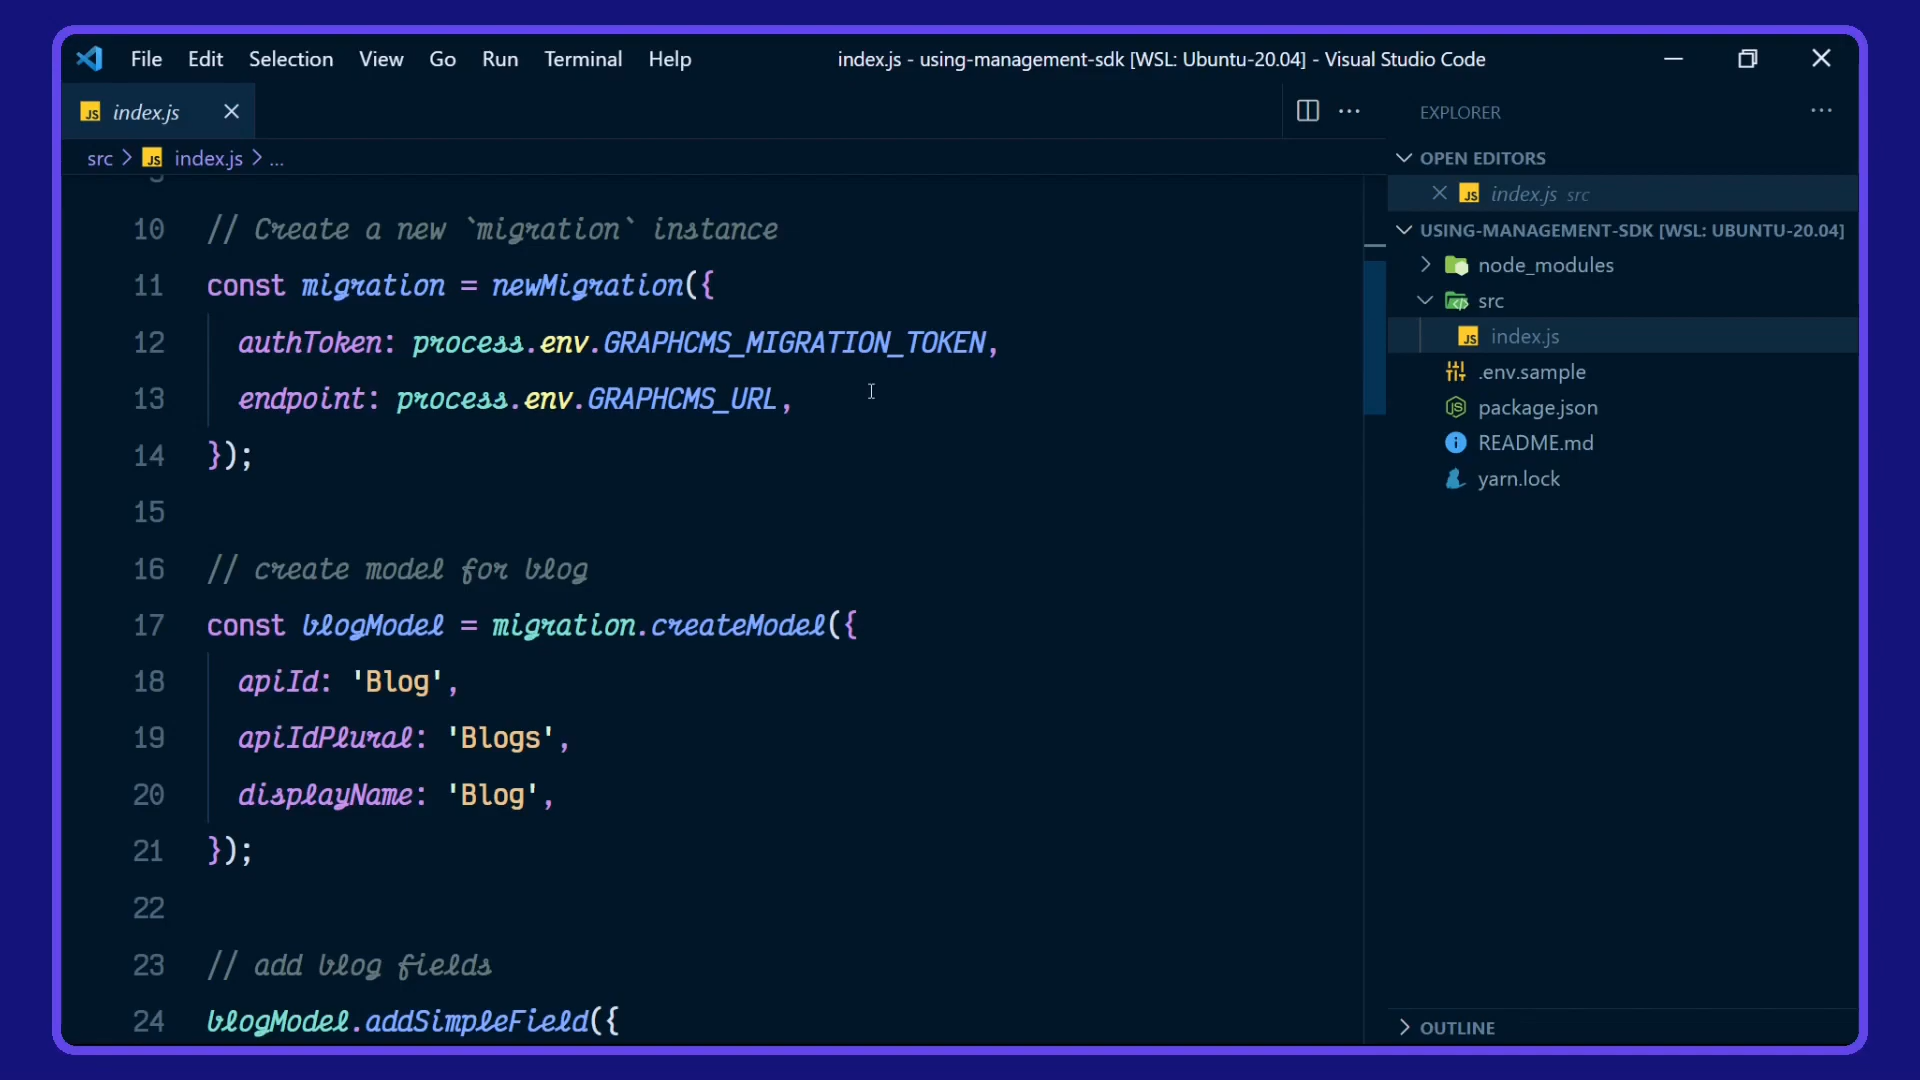 File Edit Selection View Go Run Terminal Help
index.js - using-management-sdk [WSL: Ubuntu-20.04] - Visual Studio Code
JS index.js
src > JS index.js > ...
10 // Create a new `migration` instance
11 const migration = newMigration({
12 authToken: process.env.GRAPHCMS_MIGRATION_TOKEN,
13 endpoint: process.env.GRAPHCMS_URL,
14 });
15
16 // create model for blog
17 const blogModel = migration.createModel({
18 apiId: 'Blog',
19 apiIdPlural: 'Blogs',
20 displayName: 'Blog',
21 });
22
23 // add blog fields
24 blogModel.addSimpleField({
EXPLORER
OPEN EDITORS
JS index.js src
USING-MANAGEMENT-SDK [WSL: UBUNTU-20.04]
node_modules
src
JS index.js
.env.sample
package.json
README.md
yarn.lock
OUTLINE